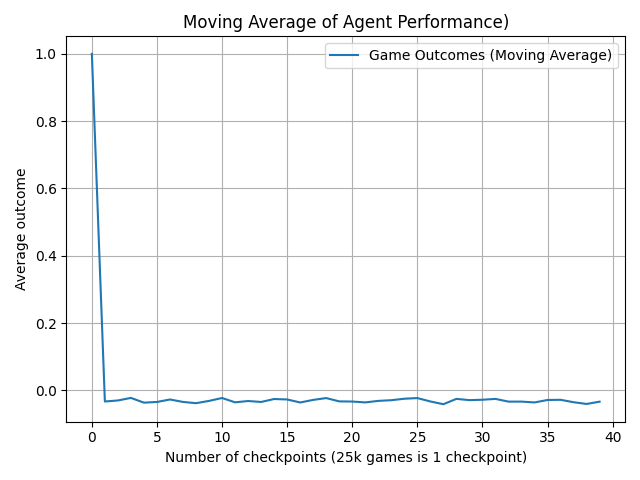 Moving Average of Agent Performance)
Game Outcomes (Moving Average)
1.0
0.8
0.6
0.4
0.2
0.0
Average outcome
0 5 10 15 20 25 30 35 40
Number of checkpoints (25k games is 1 checkpoint)